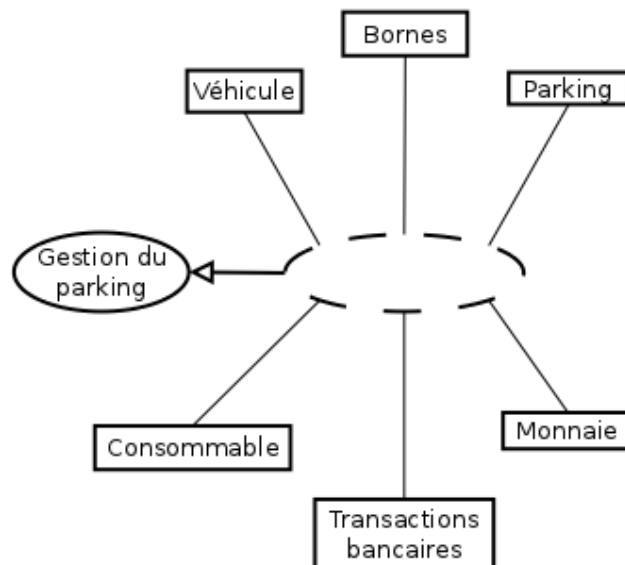 Bornes
Véhicule
Parking
Gestion du
parking
Consommable
Monnaie
Transactions
bancaires